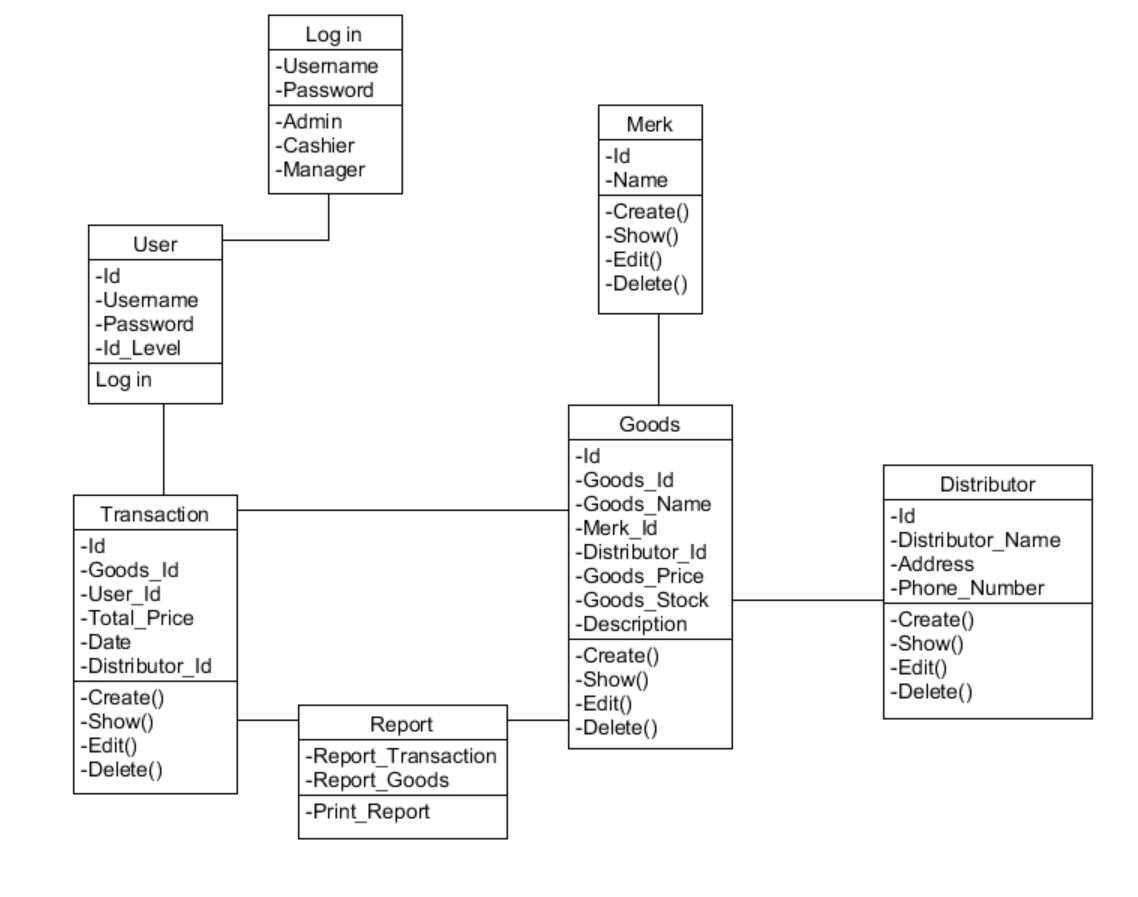 Log in
-Username
-Password
-Admin
-Cashier
-Manager
Merk
-Id
-Name
-Create()
-Show()
-Edit()
-Delete()
User
-Id
-Username
-Password
-Id_Level
Log in
Goods
-Id
-Goods_Id
-Goods_Name
-Merk_Id
-Distributor_Id
-Goods_Price
-Goods_Stock
-Description
-Create()
-Show()
-Edit()
-Delete()
Distributor
-Id
-Distributor_Name
-Address
-Phone_Number
-Create()
-Show()
-Edit()
-Delete()
Transaction
-Id
-Goods_Id
-User_Id
-Total_Price
-Date
-Distributor_Id
-Create()
-Show()
-Edit()
-Delete()
Report
-Report_Transaction
-Report_Goods
-Print_Report